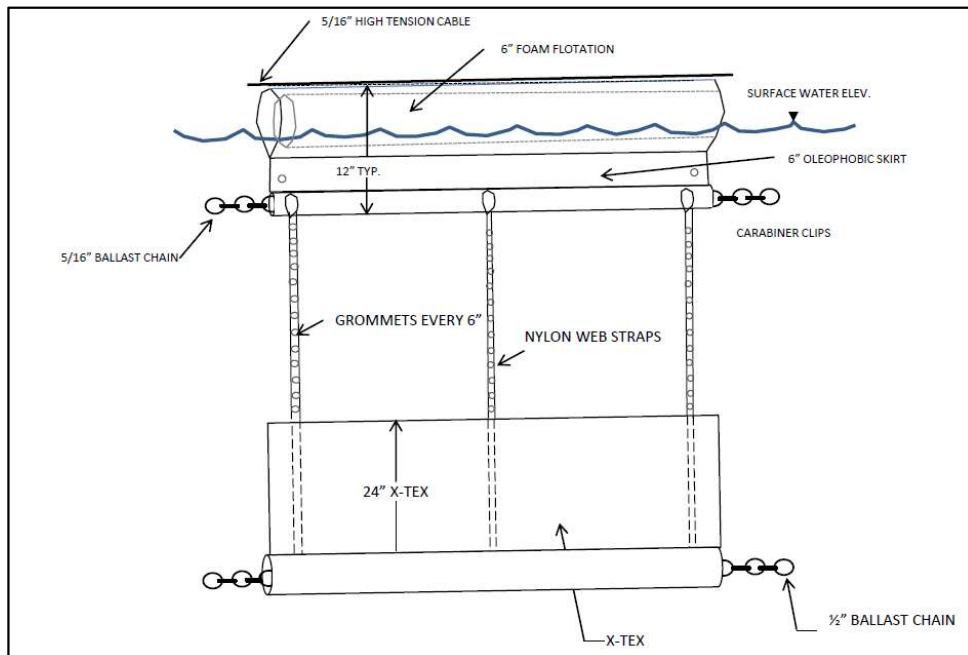 5/16” HIGH TENSION CABLE
6” FOAM FLOTATION
SURFACE WATER ELEV.
6” OLEOPHOBIC SKIRT
12” TYP.
CARABINER CLIPS
5/16” BALLAST CHAIN
GROMMETS EVERY 6”
NYLON WEB STRAPS
24” X-TEX
½” BALLAST CHAIN
X-TEX